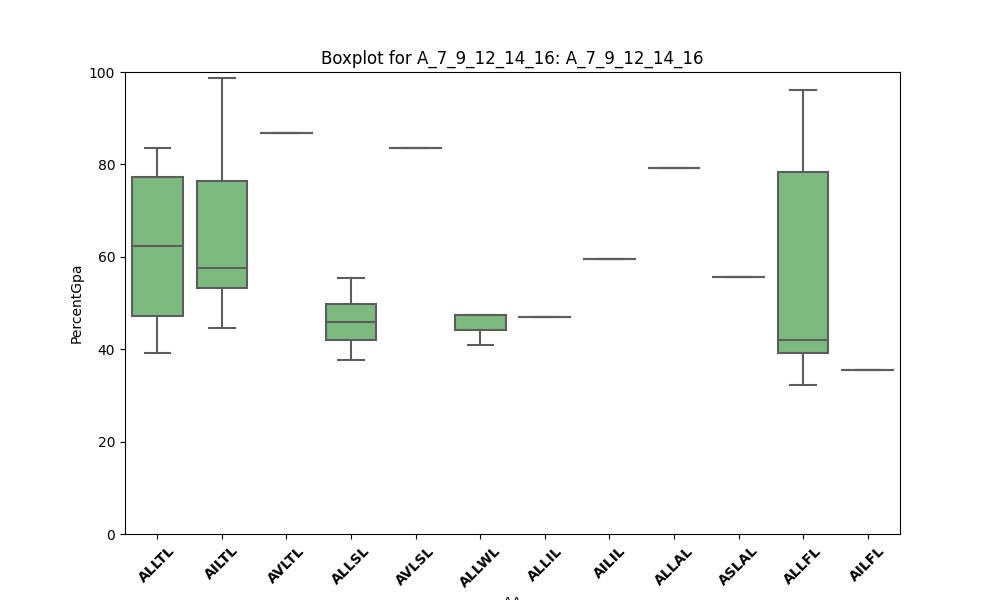 Boxplot for A_7_9_12_14_16: A_7_9_12_14_16
PercentGpa
100
80
60
40
20
0
ALLTL
AILTL
AVLTL
ALLSL
AVLSL
ALLWL
ALLIL
AILIL
ALLAL
ASLAL
ALLFL
AILFL